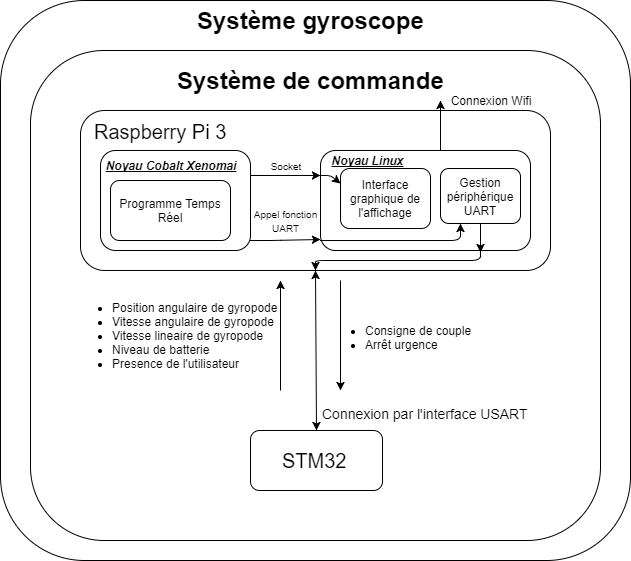 Système gyroscope
Système de commande
Connexion Wifi
Raspberry Pi 3
Noyau Cobalt Xenomai
Socket
Noyau Linux
Programme Temps
Réel
Interface
graphique de
l'affichage
Gestion
périphérique
UART
Appel fonction
UART
• Position angulaire de gyropode
• Vitesse angulaire de gyropode
• Vitesse lineaire de gyropode
• Niveau de batterie
• Presence de l'utilisateur
• Consigne de couple
• Arrêt urgence
Connexion par l'interface USART
STM32